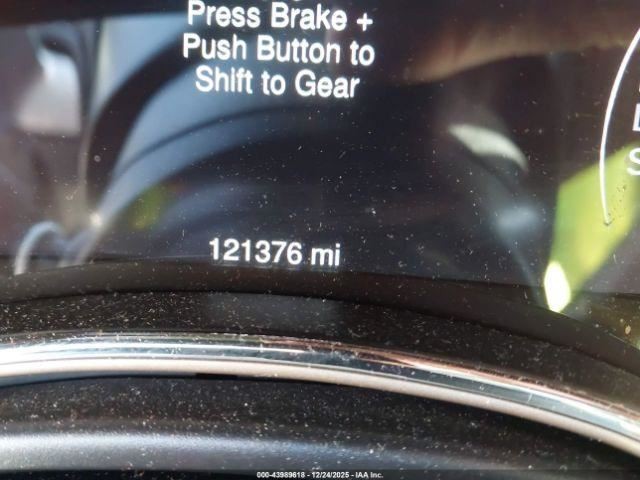 Press Brake +
Push Button to
Shift to Gear
S
121376 mi
000-43989618 - 12/24/2025 - IAA Inc.